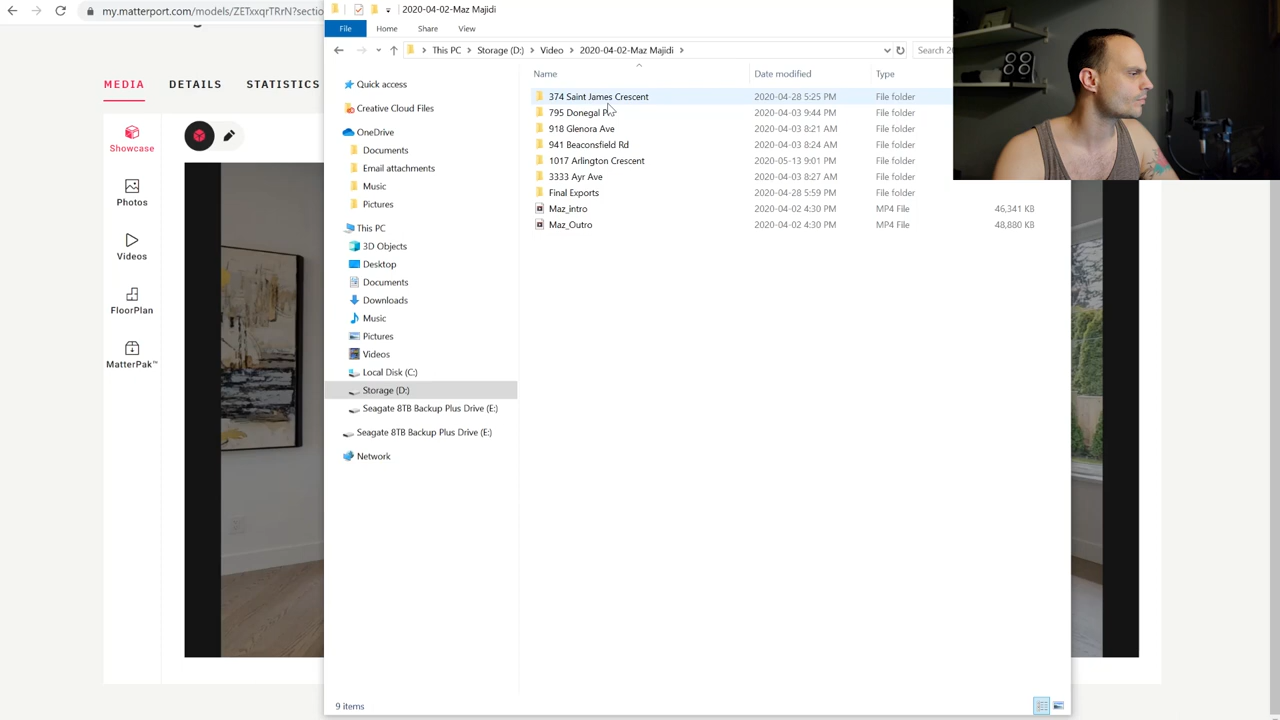 my.matterport.com/models/ZETxxqrTRrN?sectio
MEDIA
DETAILS
STATISTICS
Showcase
Photos
Videos
FloorPlan
MatterPak™
2020-04-02-Maz Majidi
File
Home
Share
View
This PC
Storage (D:)
Video
2020-04-02-Maz Majidi
Search 20
Quick access
Creative Cloud Files
OneDrive
Documents
Email attachments
Music
Pictures
This PC
3D Objects
Desktop
Documents
Downloads
Music
Pictures
Videos
Local Disk (C:)
Storage (D:)
Seagate 8TB Backup Plus Drive (E:)
Seagate 8TB Backup Plus Drive (E:)
Network
Name Date modified Type
374 Saint James Crescent 2020-04-28 5:25 PM File folder
795 Donegal 2020-04-03 9:44 PM File folder
918 Glenora Ave 2020-04-03 8:21 AM File folder
941 Beaconsfield Rd 2020-04-03 8:24 AM File folder
1017 Arlington Crescent 2020-05-13 9:01 PM File folder
3333 Ayr Ave 2020-04-03 8:27 AM File folder
Final Exports 2020-04-28 5:59 PM File folder
Maz_intro 2020-04-02 4:30 PM MP4 File 46,341 KB
Maz_Outro 2020-04-02 4:30 PM MP4 File 48,880 KB
9 items